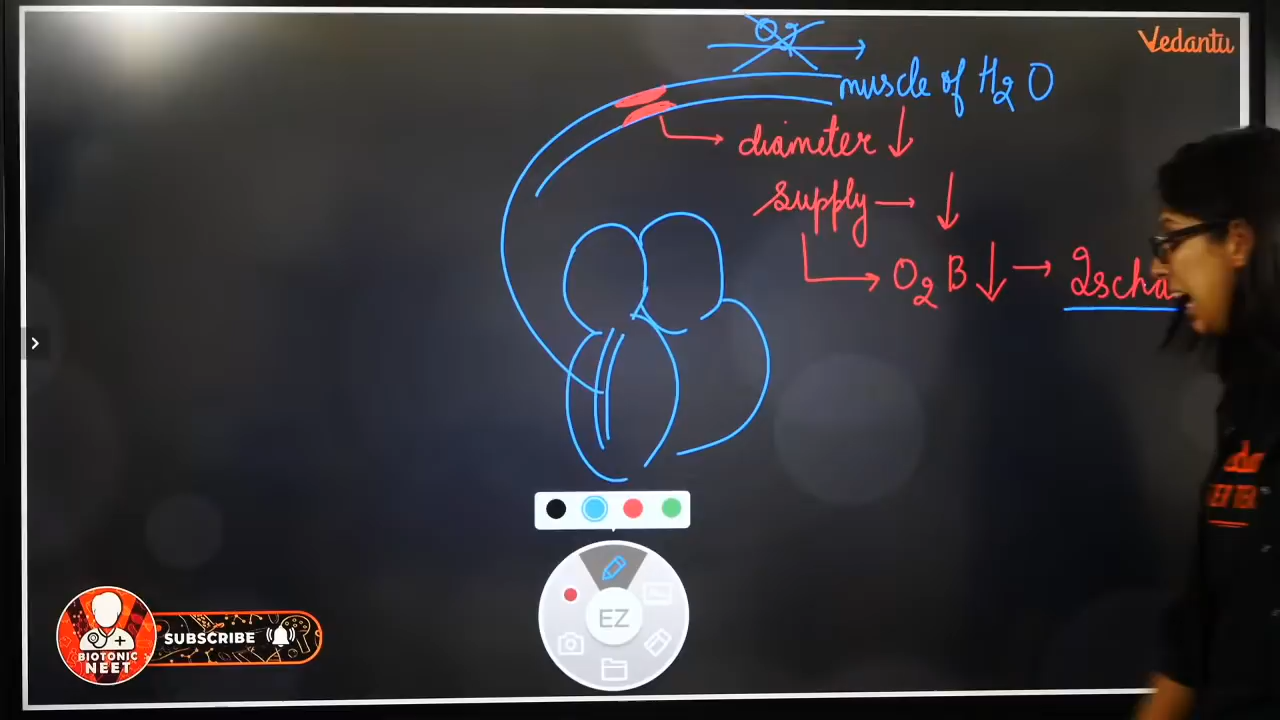 O2
Vedantu
muscle of H2O
diameter ↓
supply → ↓
→ O2 B ↓ → Ischa
EZ
SUBSCRIBE
BIOTONIC
NEET